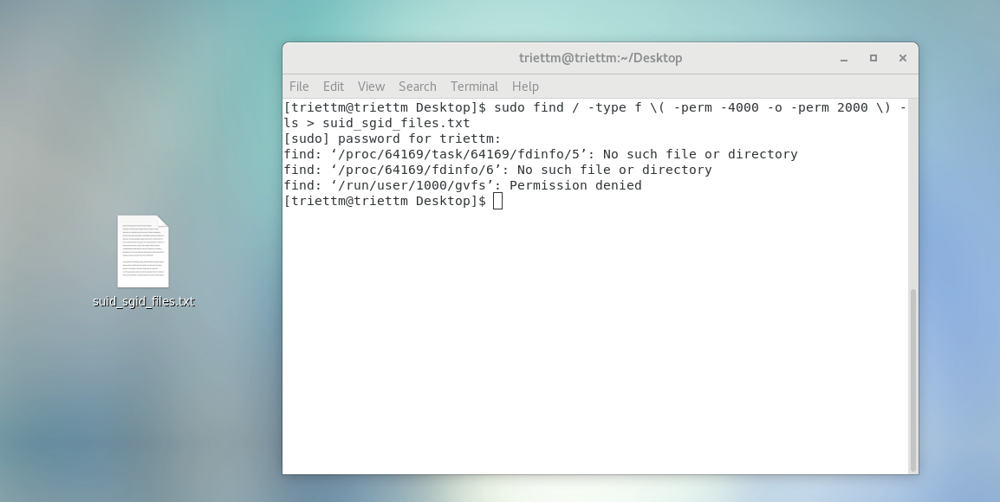 triettm@triettm:~/Desktop
File Edit View Search Terminal Help
[triettm@triettm Desktop]$ sudo find / -type f \( -perm -4000 -o -perm 2000 \) -
ls > suid_sgid_files.txt
[sudo] password for triettm:
find: ‘/proc/64169/task/64169/fdinfo/5’: No such file or directory
find: ‘/proc/64169/fdinfo/6’: No such file or directory
find: ‘/run/user/1000/gvfs’: Permission denied
[triettm@triettm Desktop]$
suid_sgid_files.txt